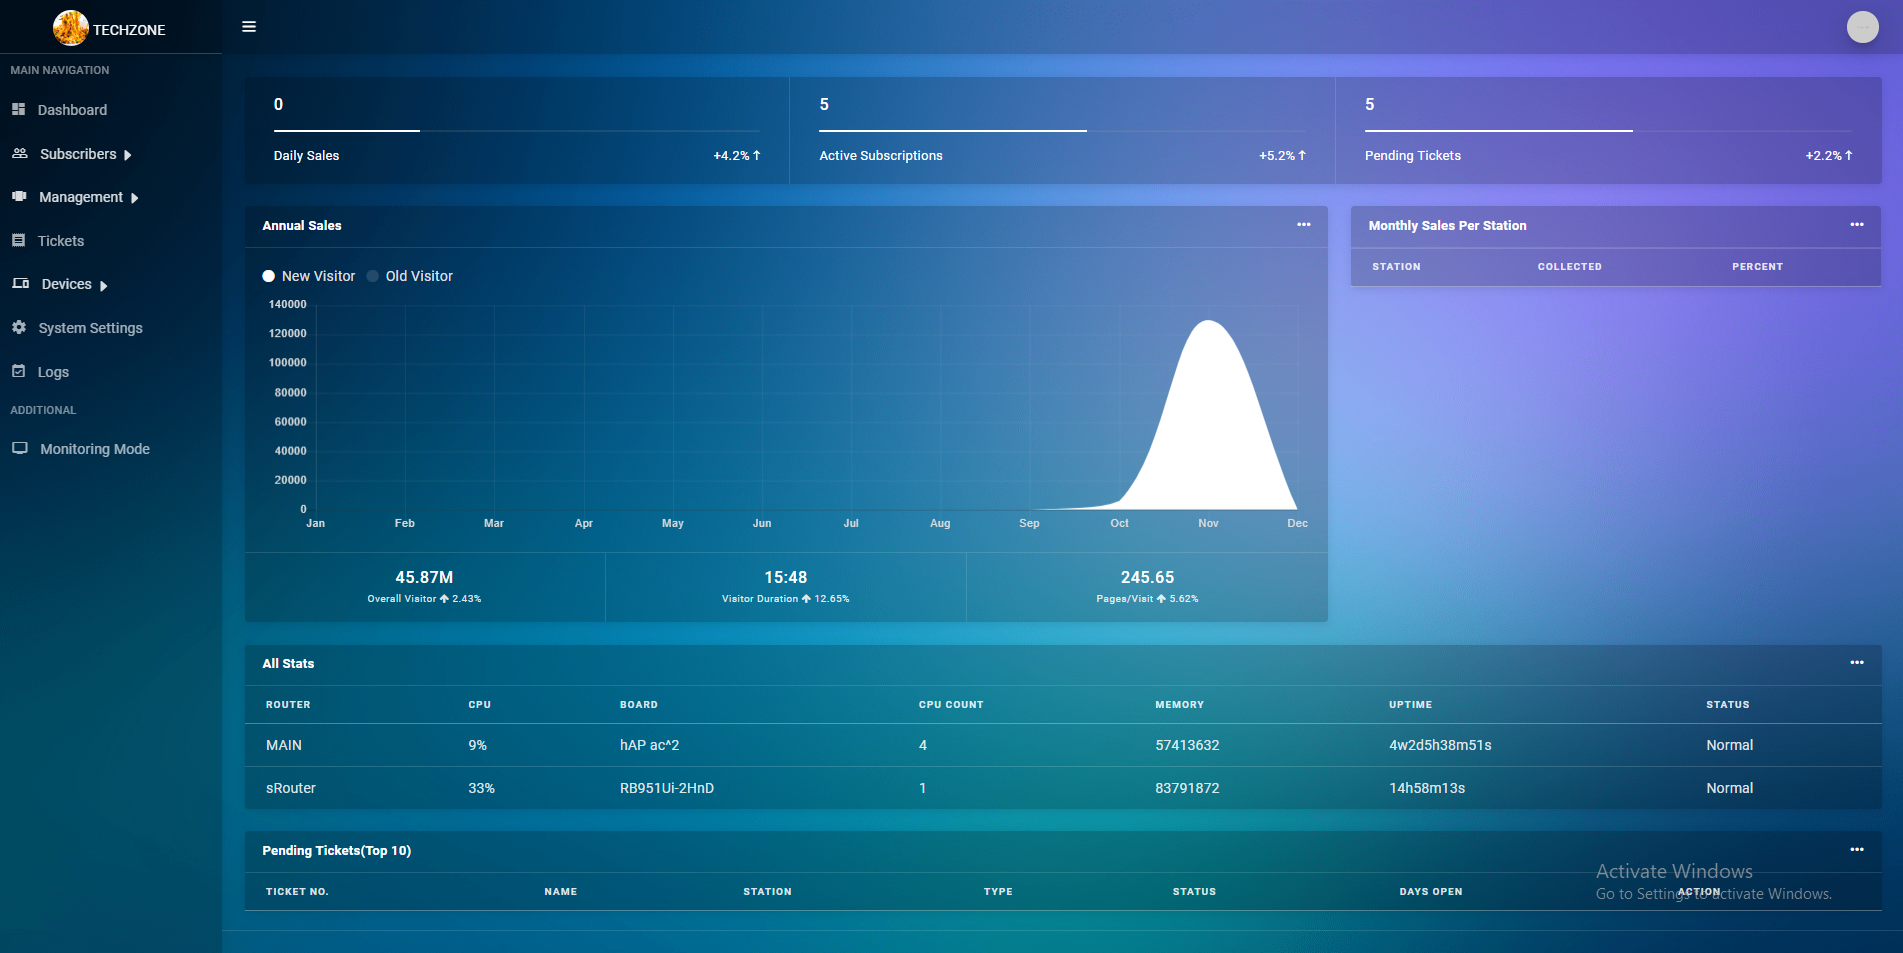 TECHZONE
MAIN NAVIGATION
Dashboard
Subscribers
Management
Tickets
Devices
System Settings
Logs
ADDITIONAL
Monitoring Mode
0
Daily Sales +4.2%
5
Active Subscriptions +5.2%
5
Pending Tickets +2.2%
Annual Sales
New Visitor Old Visitor
140000
120000
100000
80000
60000
40000
20000
0
Jan Feb Mar Apr May Jun Jul Aug Sep Oct Nov Dec
45.87M
Overall Visitor 2.43%
15:48
Visitor Duration 12.65%
245.65
Pages/Visit 5.62%
Monthly Sales Per Station
STATION COLLECTED PERCENT
All Stats
ROUTER CPU BOARD CPU COUNT MEMORY UPTIME STATUS
MAIN 9% hAP ac^2 4 57413632 4w2d5h38m51s Normal
sRouter 33% RB951Ui-2HnD 1 83791872 14h58m13s Normal
Pending Tickets(Top 10)
TICKET NO. NAME STATION TYPE STATUS DAYS OPEN ACTION
Activate Windows
Go to Settings to activate Windows.